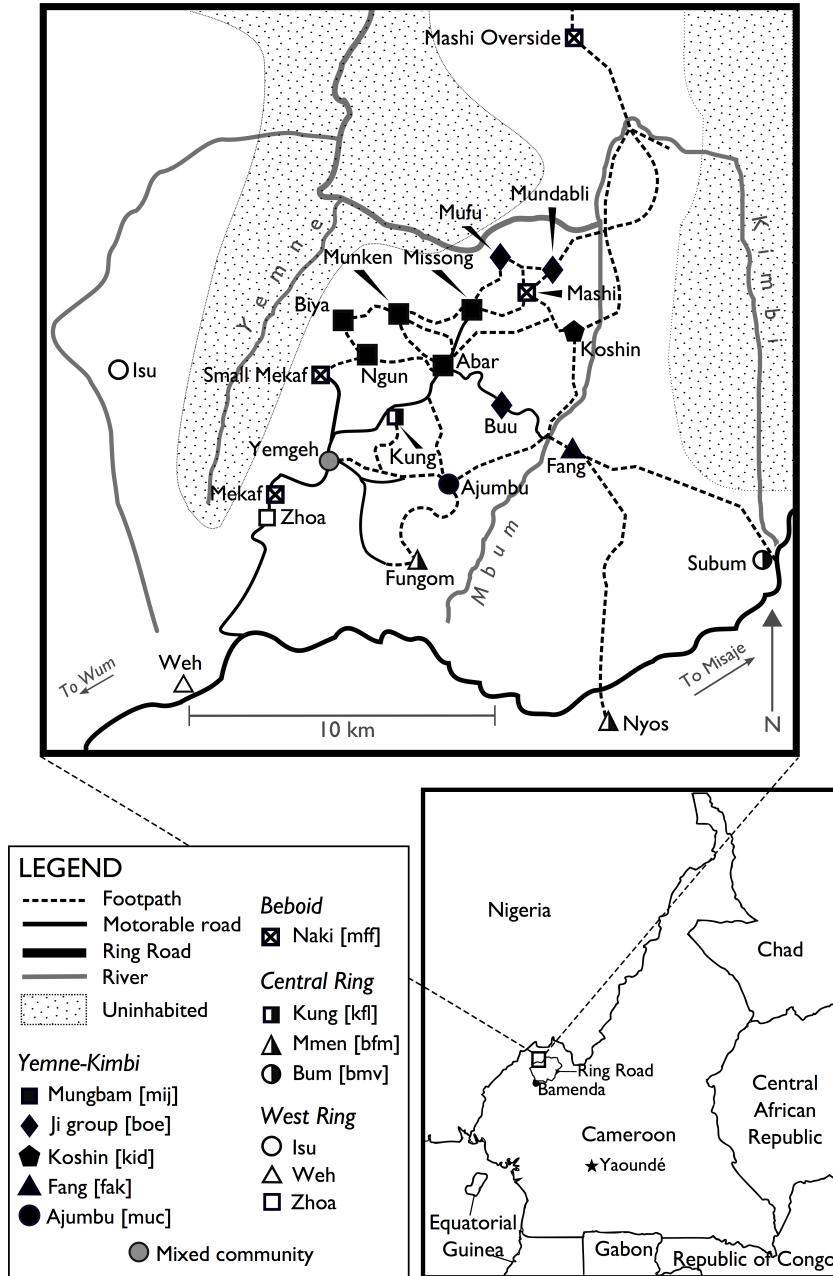 Mashi Overside
Mundabli
Mufu
Kimbi
Yemne
Munken Missong
Biya
Mashi
Koshin
Isu
Small Mekaf
Ngun
Abar
Buu
Yemgeh
Kung
Fang
Mekaf
Ajumbu
Zhoa
Mbum
Fungom
Subum
Weh
To Wum
To Misaje
10 km
Nyos
N
LEGEND
Footpath
Motorable road
Ring Road
River
Uninhabited
Yemne-Kimbi
Mungbam [mij]
Ji group [boe]
Koshin [kid]
Fang [fak]
Ajumbu [muc]
Beboid
Naki [mff]
Central Ring
Kung [kfl]
Mmen [bfm]
Bum [bmv]
West Ring
Isu
Weh
Zhoa
Mixed community
Nigeria
Chad
Ring Road
Bamenda
Central
African
Republic
Cameroon
Yaoundé
Equatorial
Guinea
Gabon
Republic of Congo